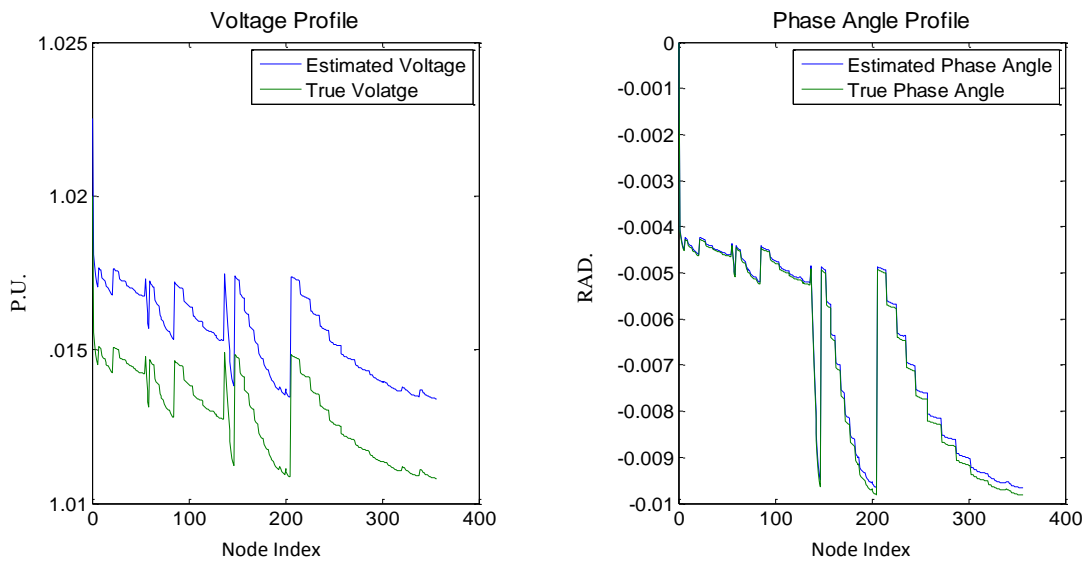 Voltage Profile
1.025
1.02
.015
1.01
P.U.
0
100
200
300
400
Node Index
Estimated Voltage
True Volatge
Phase Angle Profile
0
-0.001
-0.002
-0.003
-0.004
-0.005
-0.006
-0.007
-0.008
-0.009
-0.01
RAD.
0
100
200
300
400
Node Index
Estimated Phase Angle
True Phase Angle